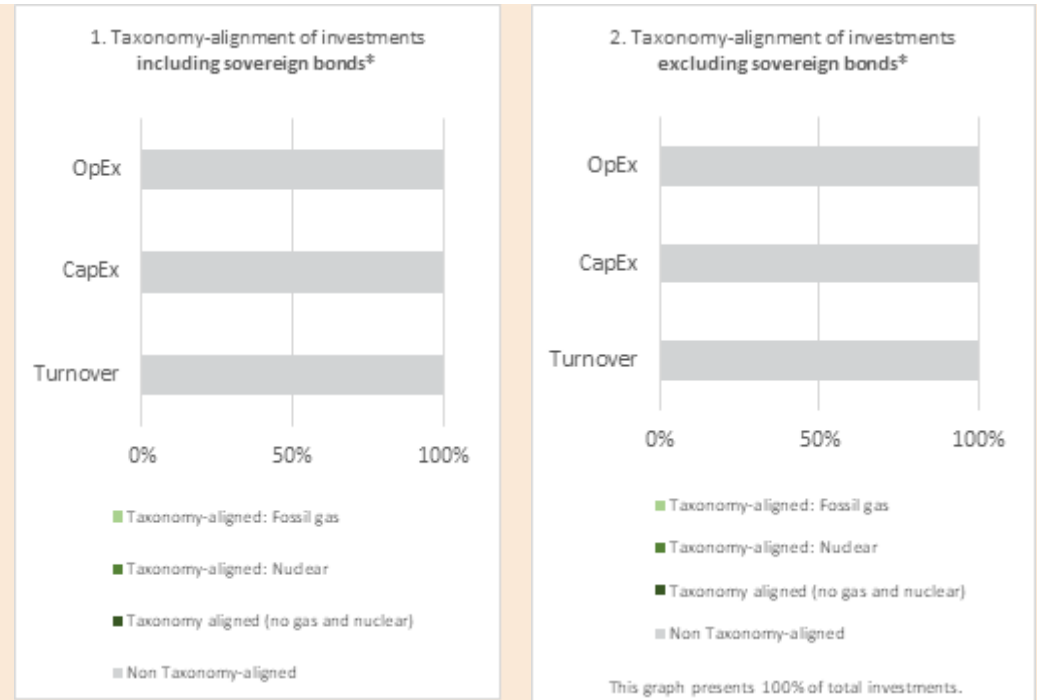 1. Taxonomy-alignment of investments
including sovereign bonds*
OpEx
CapEx
Turnover
0% 50% 100%
Taxonomy-aligned: Fossil gas
Taxonomy-aligned: Nuclear
Taxonomy aligned (no gas and nuclear)
Non Taxonomy-aligned
2. Taxonomy-alignment of investments
excluding sovereign bonds*
OpEx
CapEx
Turnover
0% 50% 100%
Taxonomy-aligned: Fossil gas
Taxonomy-aligned: Nuclear
Taxonomy aligned (no gas and nuclear)
Non Taxonomy-aligned
This graph presents 100% of total investments.